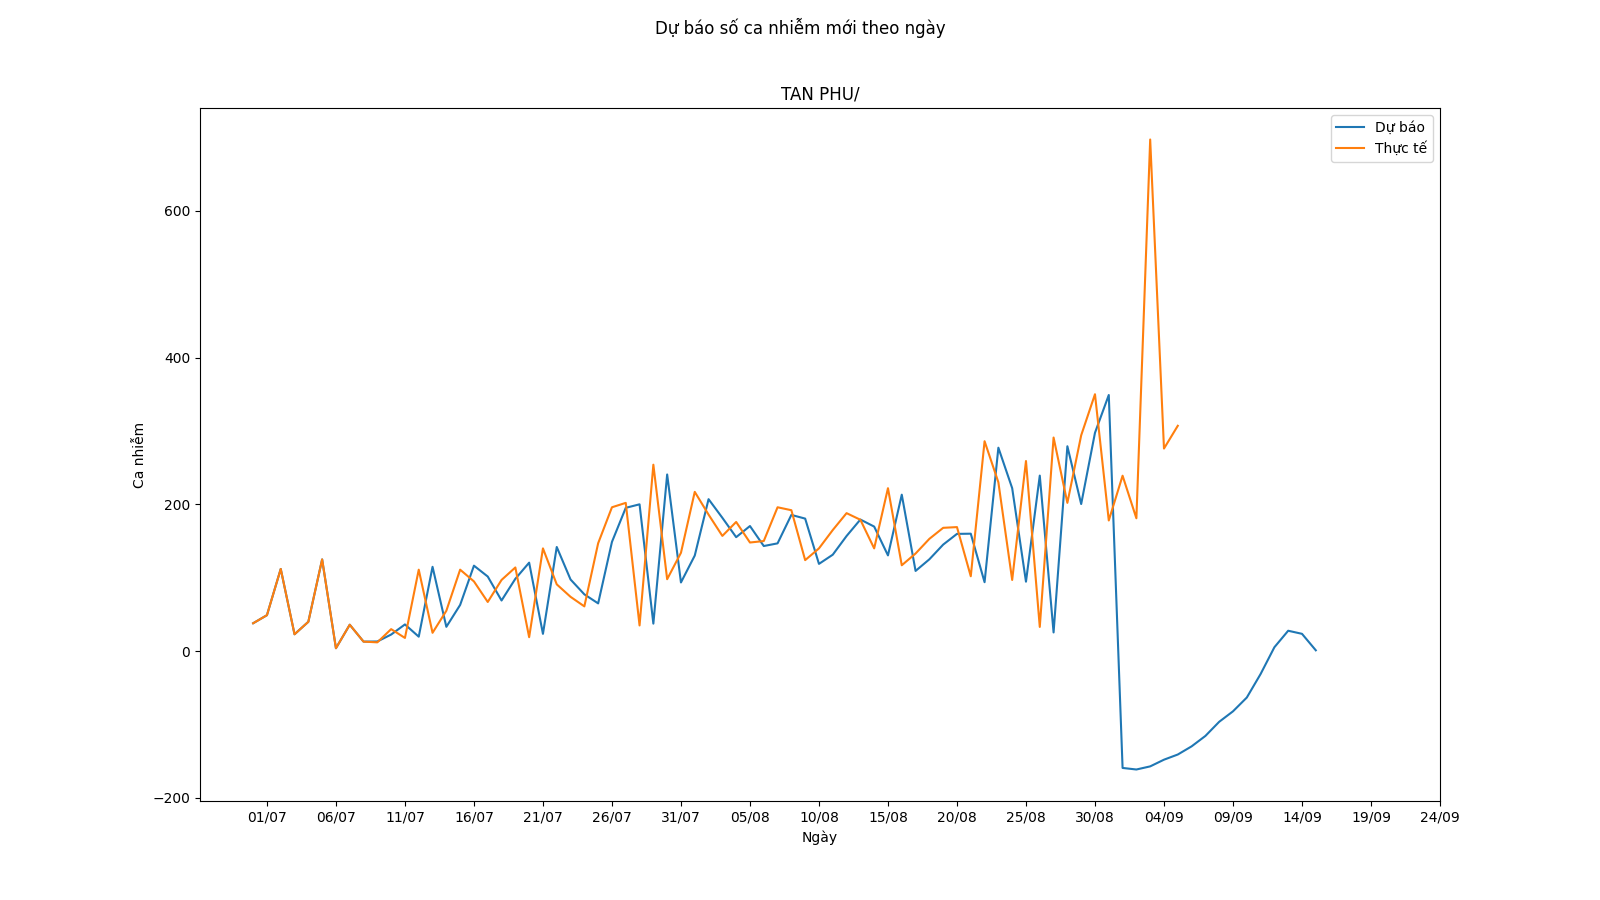 Dự báo số ca nhiễm mới theo ngày
TAN PHU/
Dự báo
Thực tế
600
400
200
0
−200
Ca nhiễm
01/07 06/07 11/07 16/07 21/07 26/07 31/07 05/08 10/08 15/08 20/08 25/08 30/08 04/09 09/09 14/09 19/09 24/09
Ngày